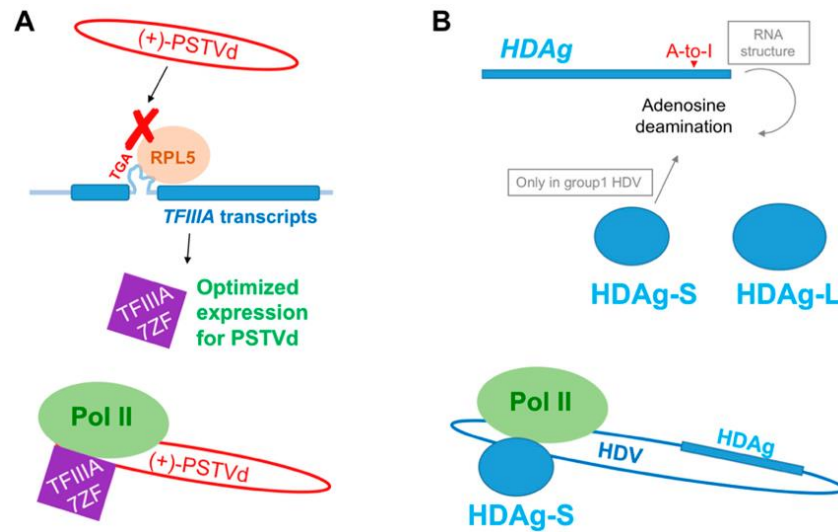 A
(+)-PSTVd
TGA
X
RPL5
TFIIIA transcripts
TFIIIA
7ZF
Optimized
expression
for PSTVd
Pol II
TFIIIA
7ZF
(+)-PSTVd
B
HDAg
A-to-I
RNA
structure
Adenosine
deamination
Only in group1 HDV
HDAg-S
HDAg-L
Pol II
HDV
HDAg
HDAg-S